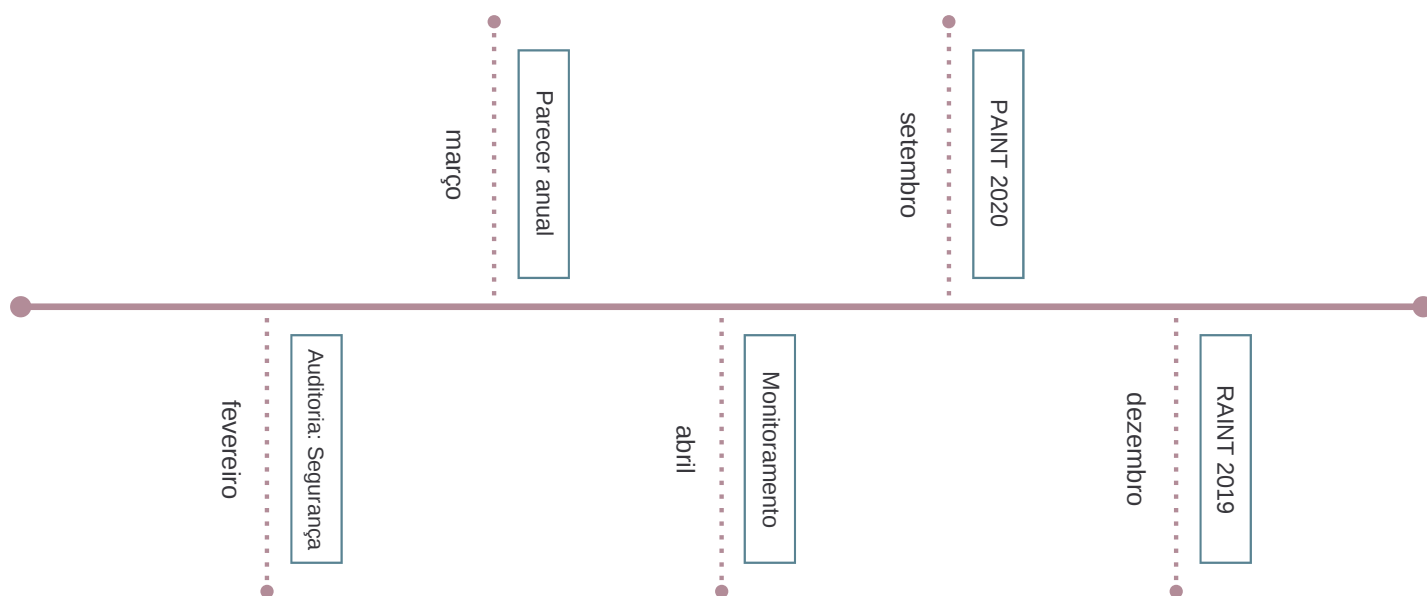 fevereiro
Auditoria: Segurança
março
Parecer anual
abril
Monitoramento
setembro
PAINT 2020
dezembro
RAINT 2019